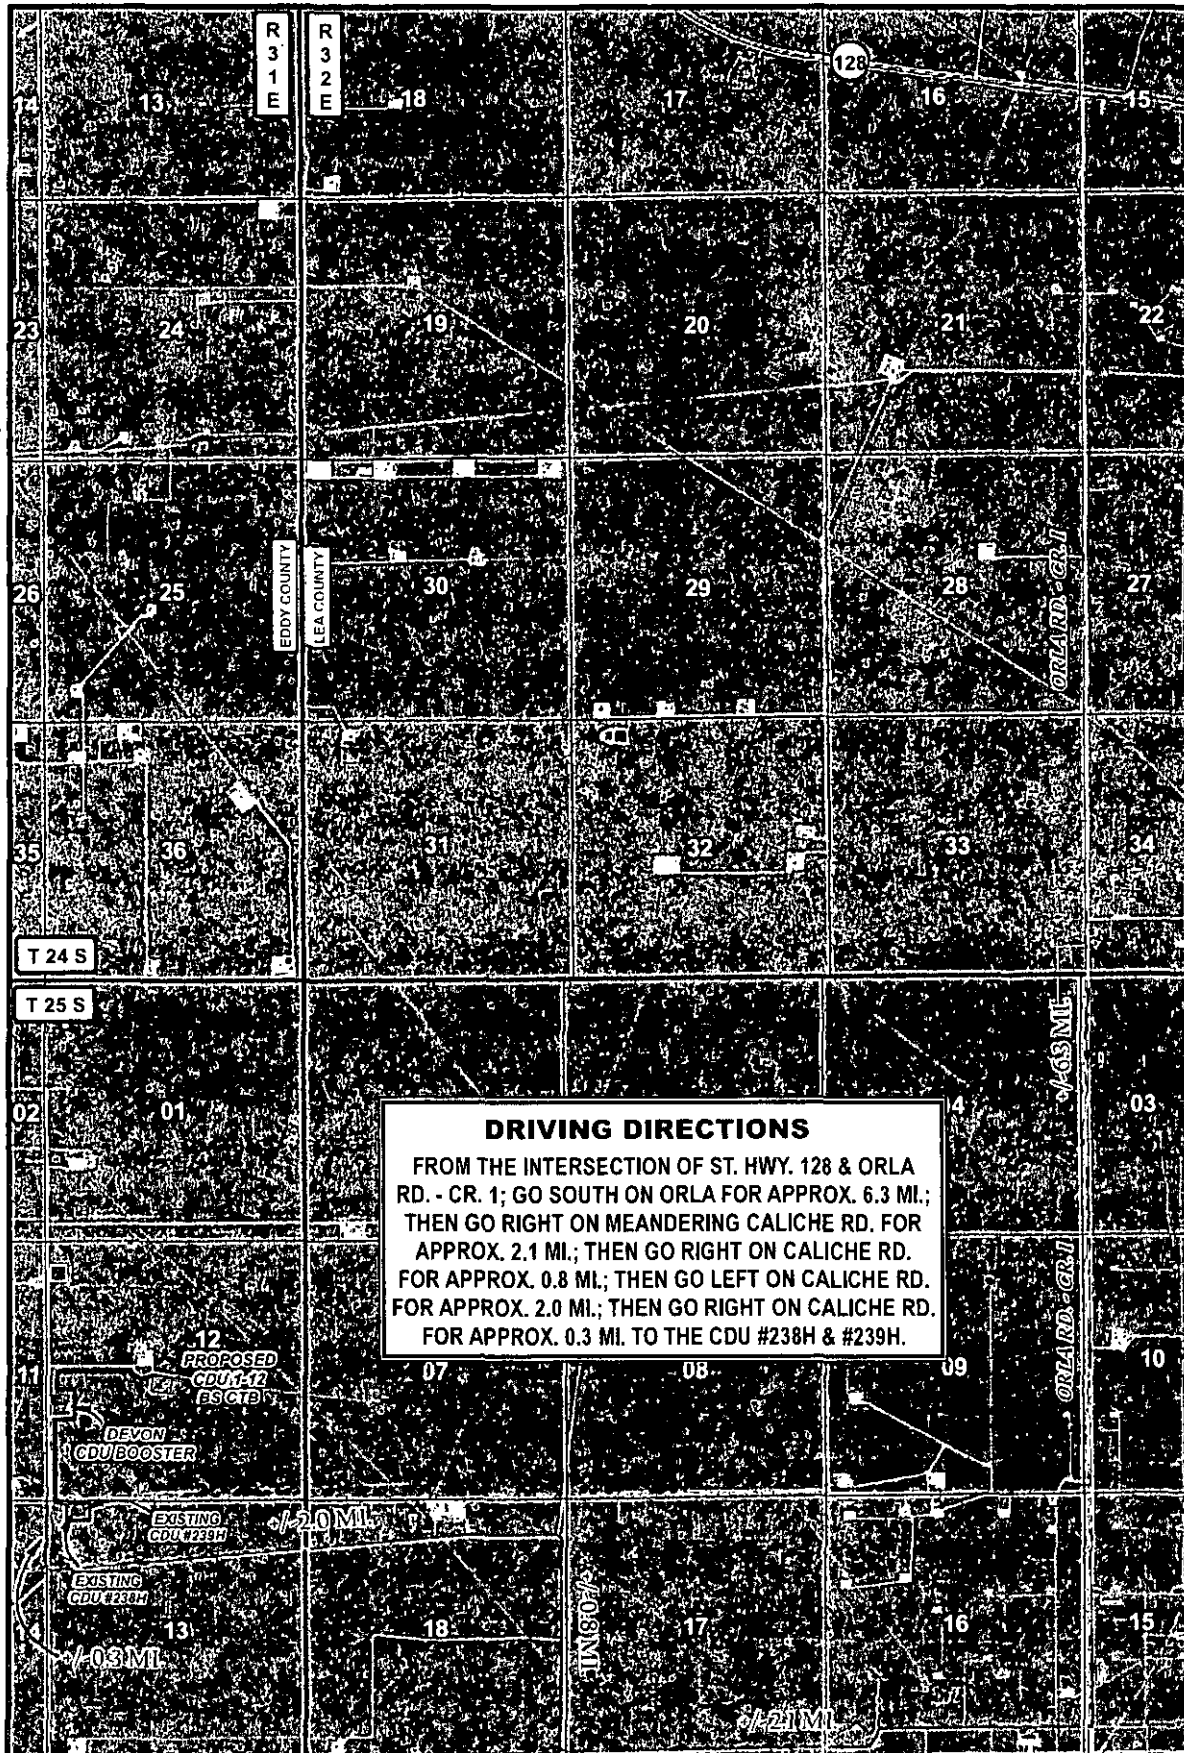 R
3
1
E
R
3
2
E
128
14
13
18
17
16
15
23
24
19
20
21
22
EDDY COUNTY
LEA COUNTY
26
25
30
29
28
ORLA RD. - CR. 1
27
35
36
31
32
33
34
T 24 S
T 25 S
+/- 6.3 MI.
02
01
4
03
DRIVING DIRECTIONS
FROM THE INTERSECTION OF ST. HWY. 128 & ORLA
RD. - CR. 1; GO SOUTH ON ORLA FOR APPROX. 6.3 MI.;
THEN GO RIGHT ON MEANDERING CALICHE RD. FOR
APPROX. 2.1 MI.; THEN GO RIGHT ON CALICHE RD.
FOR APPROX. 0.8 MI.; THEN GO LEFT ON CALICHE RD.
FOR APPROX. 2.0 MI.; THEN GO RIGHT ON CALICHE RD.
FOR APPROX. 0.3 MI. TO THE CDU #238H & #239H.
ORLA RD. - CR. 1
11
12
PROPOSED
CDU 1-12
BS CTB
07
08
09
10
DEVON
CDU BOOSTER
EXISTING
CDU #239H
+/- 2.0 MI.
EXISTING
CDU #238H
14
13
18
+/- 0.8 MI.
17
16
15
+/- 0.3 MI.
+/- 2.1 MI.